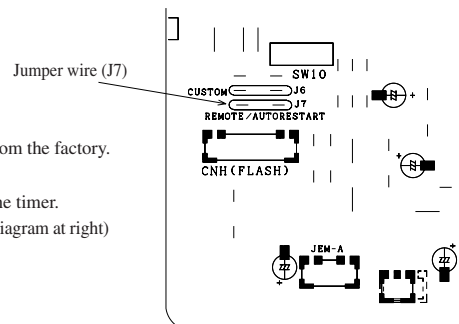 Jumper wire (J7)
om the factory.
ne timer.
iagram at right)
SW10
CUSTOM J6
J7
REMOTE/AUTORESTART
CNH(FLASH)
JEM-A
+
+
+
+